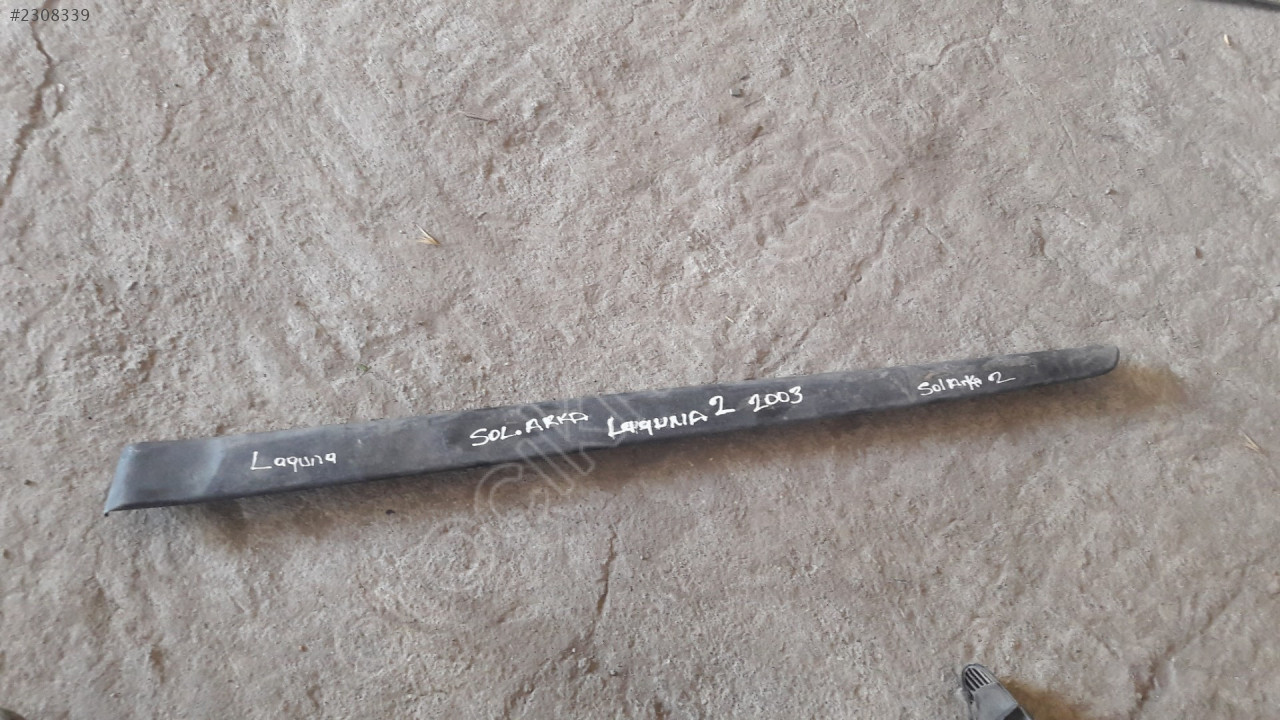 #2308339
Laguna
SOL.ARKA
LaguNA 2 2003
Sol Arka 2